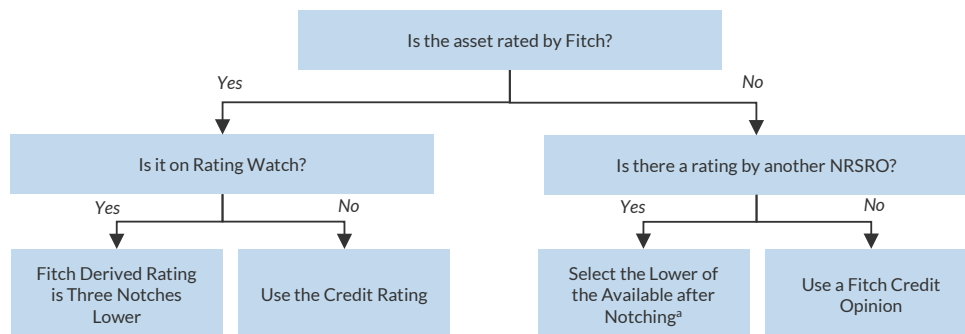 Is the asset rated by Fitch?
Yes
No
Is it on Rating Watch?
Is there a rating by another NRSRO?
Yes
No
Yes
No
Fitch Derived Rating
is Three Notches
Lower
Use the Credit Rating
Select the Lower of
the Available after
Notchingᵃ
Use a Fitch Credit
Opinion